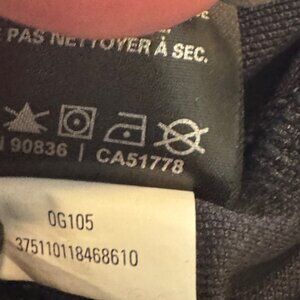 PAS NETTOYER À SEC.
90836 | CA51778
0G105
375110118468610